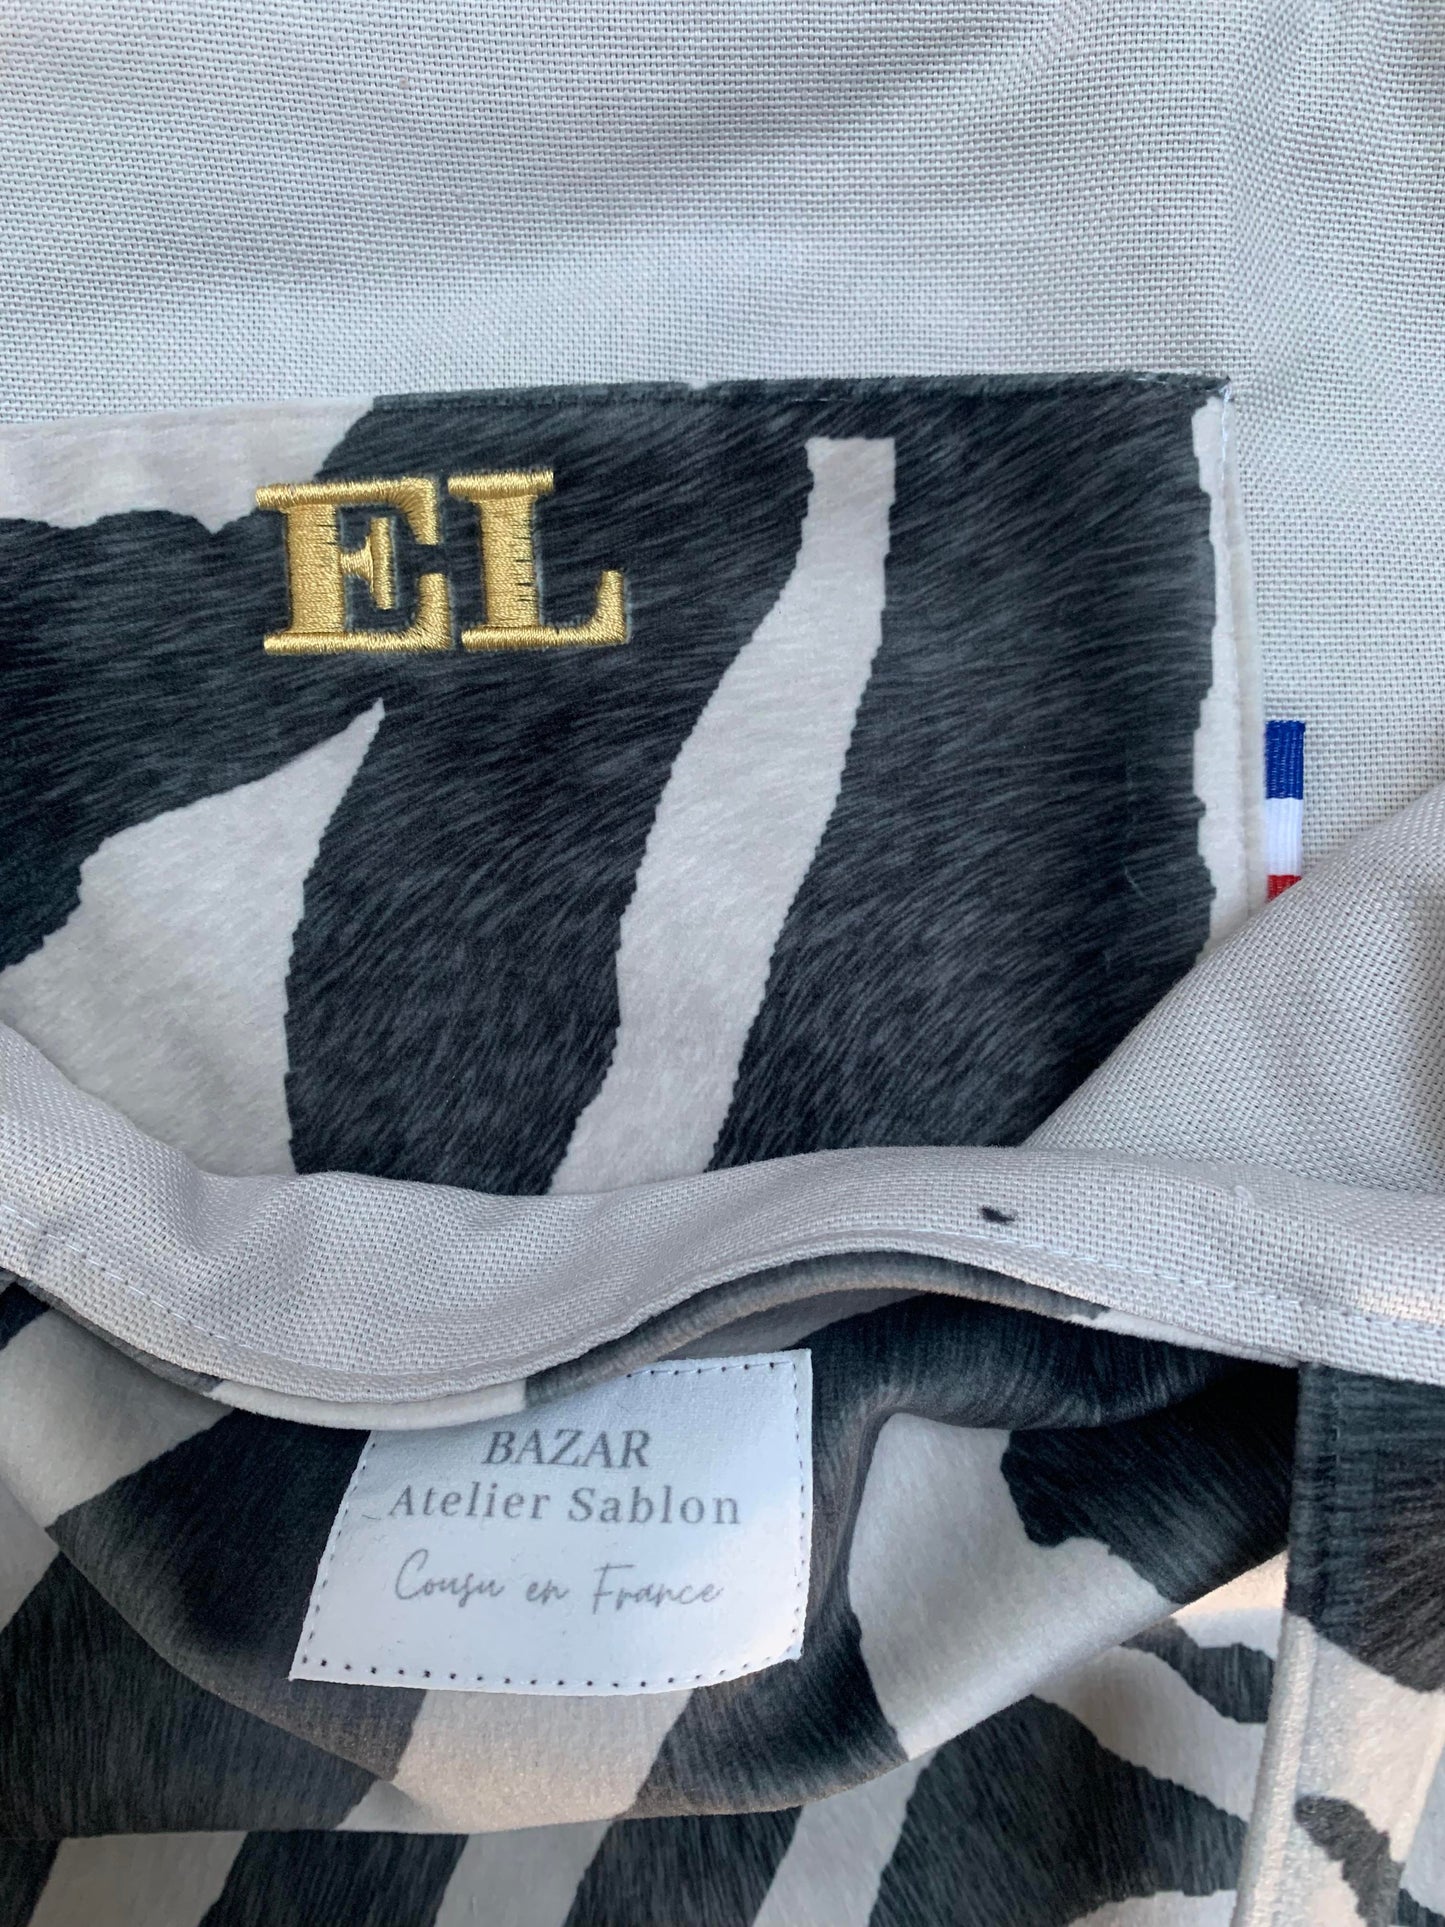 EL
BAZAR
Atelier Sablon
Cousu en France